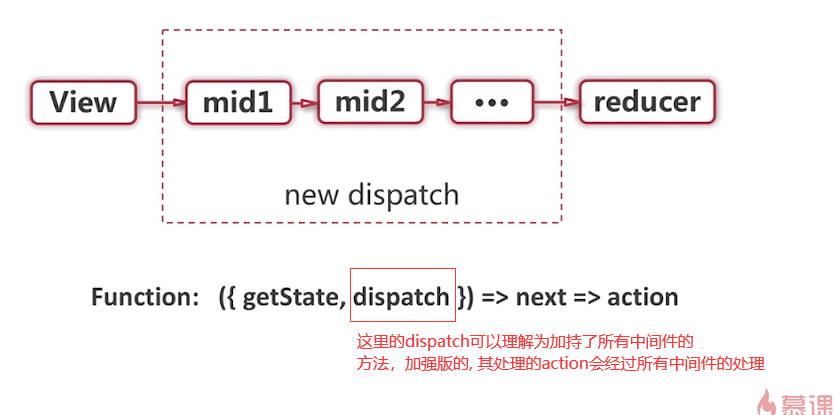 View
mid1
mid2
...
reducer
new dispatch
Function: ({ getState, dispatch }) => next => action
这里的dispatch可以理解为加持了所有中间件的
方法，加强版的, 其处理的action会经过所有中间件的处理
慕课